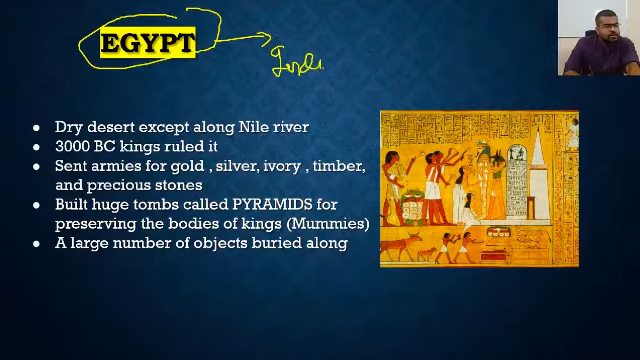 EGYPT
Dry desert except along Nile river
3000 BC kings ruled it
Sent armies for gold , silver, ivory , timber,
and precious stones
Built huge tombs called PYRAMIDS for
preserving the bodies of kings (Mummies)
A large number of objects buried along